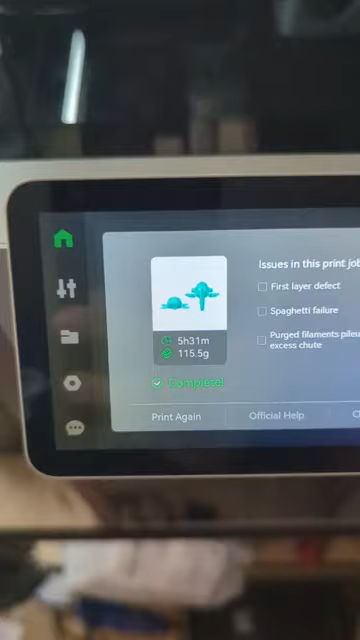 Issues in this print job
First layer defect
Spaghetti failure
Purged filaments pileu
excess chute
5h31m
115.5g
Completed
Print Again
Official Help